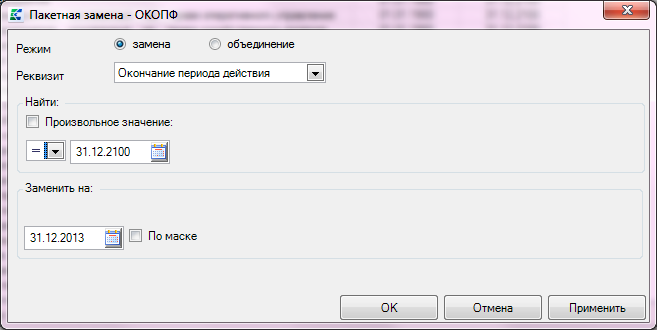 Пакетная замена - ОКОПФ
Режим
замена
объединение
Реквизит
Окончание периода действия
Найти:
Произвольное значение:
=
31.12.2100
Заменить на:
31.12.2013
По маске
OK
Отмена
Применить